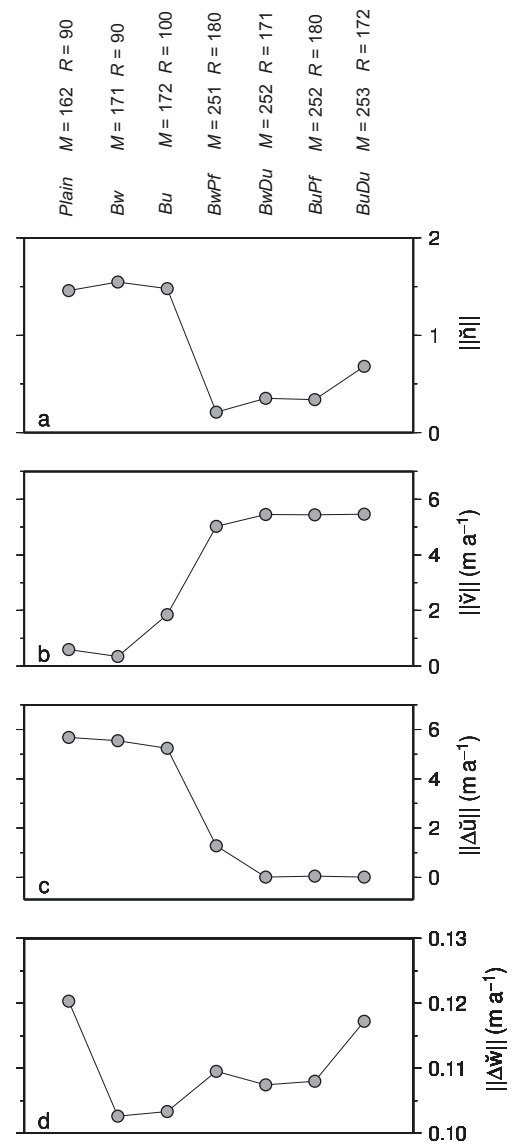 Plain M = 162 R = 90
Bw M = 171 R = 90
Bu M = 172 R = 100
BwPf M = 251 R = 180
BwDu M = 252 R = 171
BuPf M = 252 R = 180
BuDu M = 253 R = 172
2
1
0
||n̆||
a
6
4
2
0
||v̆|| (m a⁻¹)
b
6
4
2
0
||Δŭ|| (m a⁻¹)
c
0.13
0.12
0.11
0.10
||Δw̆|| (m a⁻¹)
d